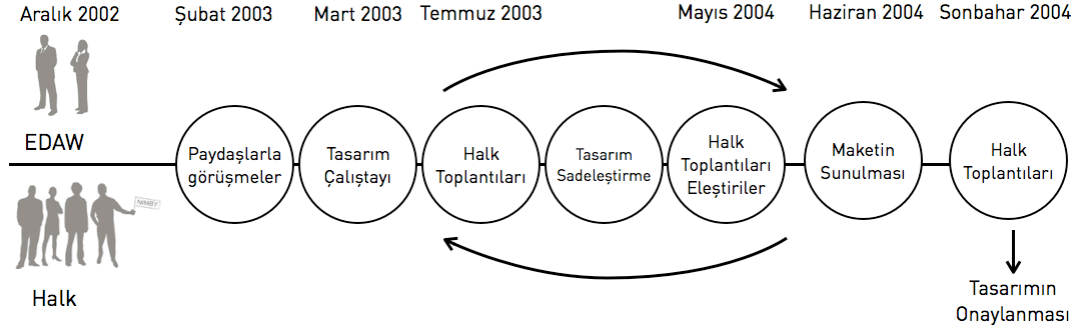 Aralık 2002
Şubat 2003
Mart 2003
Temmuz 2003
Mayıs 2004
Haziran 2004
Sonbahar 2004
EDAW
NIMBY
Halk
Paydaşlarla
görüşmeler
Tasarım
Çalıştayı
Halk
Toplantıları
Tasarım
Sadeleştirme
Halk
Toplantıları
Eleştiriler
Maketin
Sunulması
Halk
Toplantıları
Tasarımın
Onaylanması